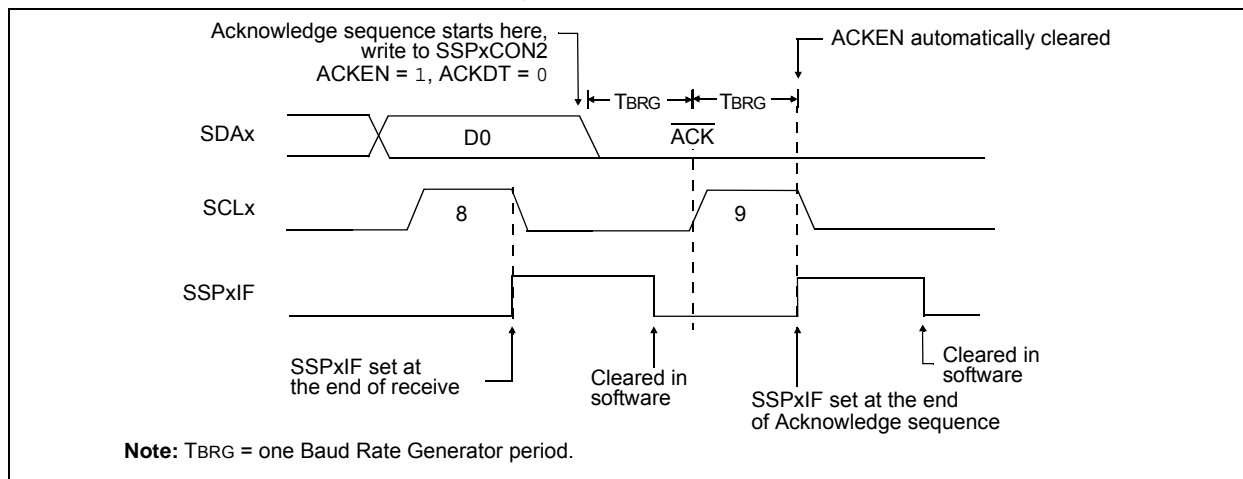 Acknowledge sequence starts here,
write to SSPxCON2
ACKEN = 1, ACKDT = 0
ACKEN automatically cleared
TBRG
TBRG
SDAx
D0
ACK
SCLx
8
9
SSPxIF
SSPxIF set at
the end of receive
Cleared in
software
SSPxIF set at the end
of Acknowledge sequence
Cleared in
software
Note: TBRG = one Baud Rate Generator period.